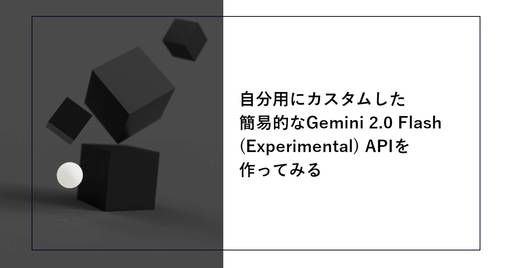 自分用にカスタムした
簡易的なGemini 2.0 Flash
(Experimental) APIを
作ってみる